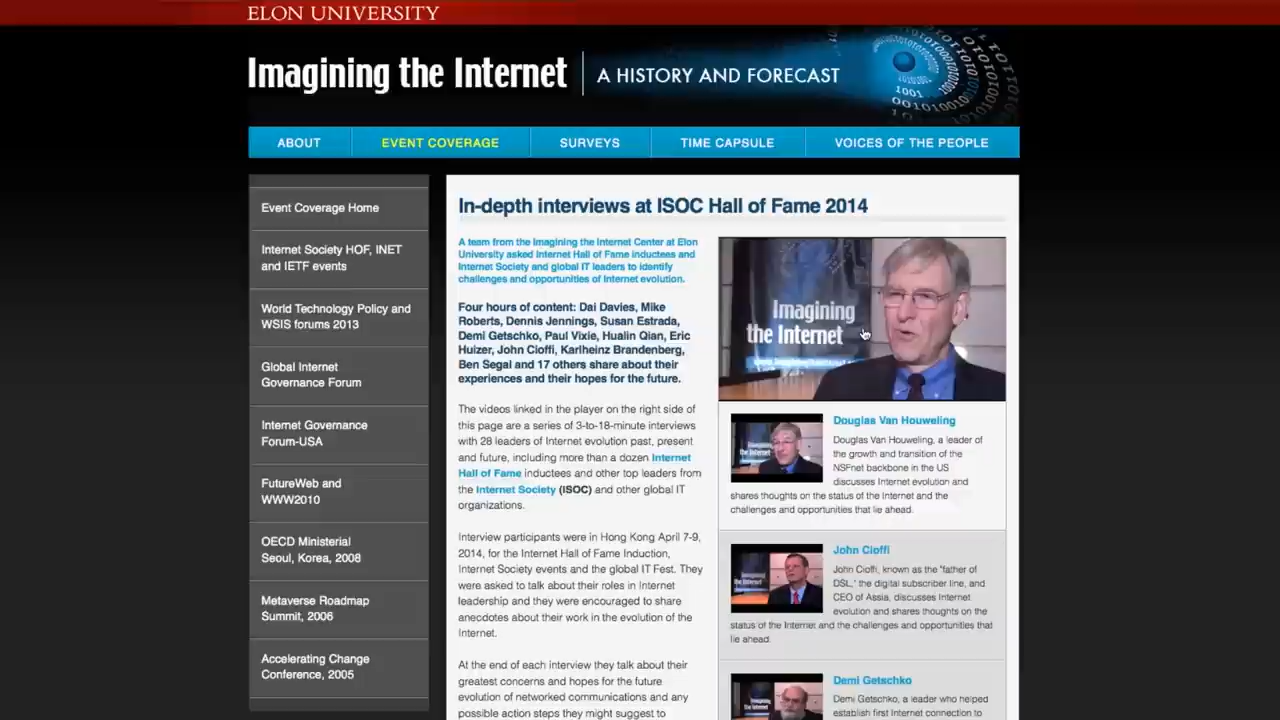 ELON UNIVERSITY
Imagining the Internet
A HISTORY AND FORECAST
ABOUT
EVENT COVERAGE
SURVEYS
TIME CAPSULE
VOICES OF THE PEOPLE
Event Coverage Home
Internet Society HOF, INET
and IETF events
World Technology Policy and
WSIS forums 2013
Global Internet
Governance Forum
Internet Governance
Forum-USA
FutureWeb and
WWW2010
OECD Ministerial
Seoul, Korea, 2008
Metaverse Roadmap
Summit, 2006
Accelerating Change
Conference, 2005
In-depth interviews at ISOC Hall of Fame 2014
A team from the Imagining the Internet Center at Elon
University asked Internet Hall of Fame inductees and
Internet Society and global IT leaders to identify
challenges and opportunities of Internet evolution.
Four hours of content: Dai Davies, Mike
Roberts, Dennis Jennings, Susan Estrada,
Demi Getschko, Paul Vixie, Hualin Qian, Eric
Huizer, John Cioffi, Karlheinz Brandenberg,
Ben Segal and 17 others share about their
experiences and their hopes for the future.
The videos linked in the player on the right side of
this page are a series of 3-to-18-minute interviews
with 28 leaders of Internet evolution past, present
and future, including more than a dozen Internet
Hall of Fame inductees and other top leaders from
the Internet Society (ISOC) and other global IT
organizations.
Interview participants were in Hong Kong April 7-9,
2014, for the Internet Hall of Fame Induction,
Internet Society events and the global IT Fest. They
were asked to talk about their roles in Internet
leadership and they were encouraged to share
anecdotes about their work in the evolution of the
Internet.
At the end of each interview they talk about their
greatest concerns and hopes for the future
evolution of networked communications and any
possible action steps they might suggest to
Imagining
the Internet
Douglas Van Houweling
Douglas Van Houweling, a leader of
the growth and transition of the
NSFnet backbone in the US
discusses Internet evolution and
shares thoughts on the status of the Internet and the
challenges and opportunities that lie ahead.
John Cioffi
John Cioffi, known as the "father of
DSL," the digital subscriber line, and
CEO of Assia, discusses Internet
evolution and shares thoughts on the
status of the Internet and the challenges and opportunities that
lie ahead.
Demi Getschko
Demi Getschko, a leader who helped
establish first Internet connection to